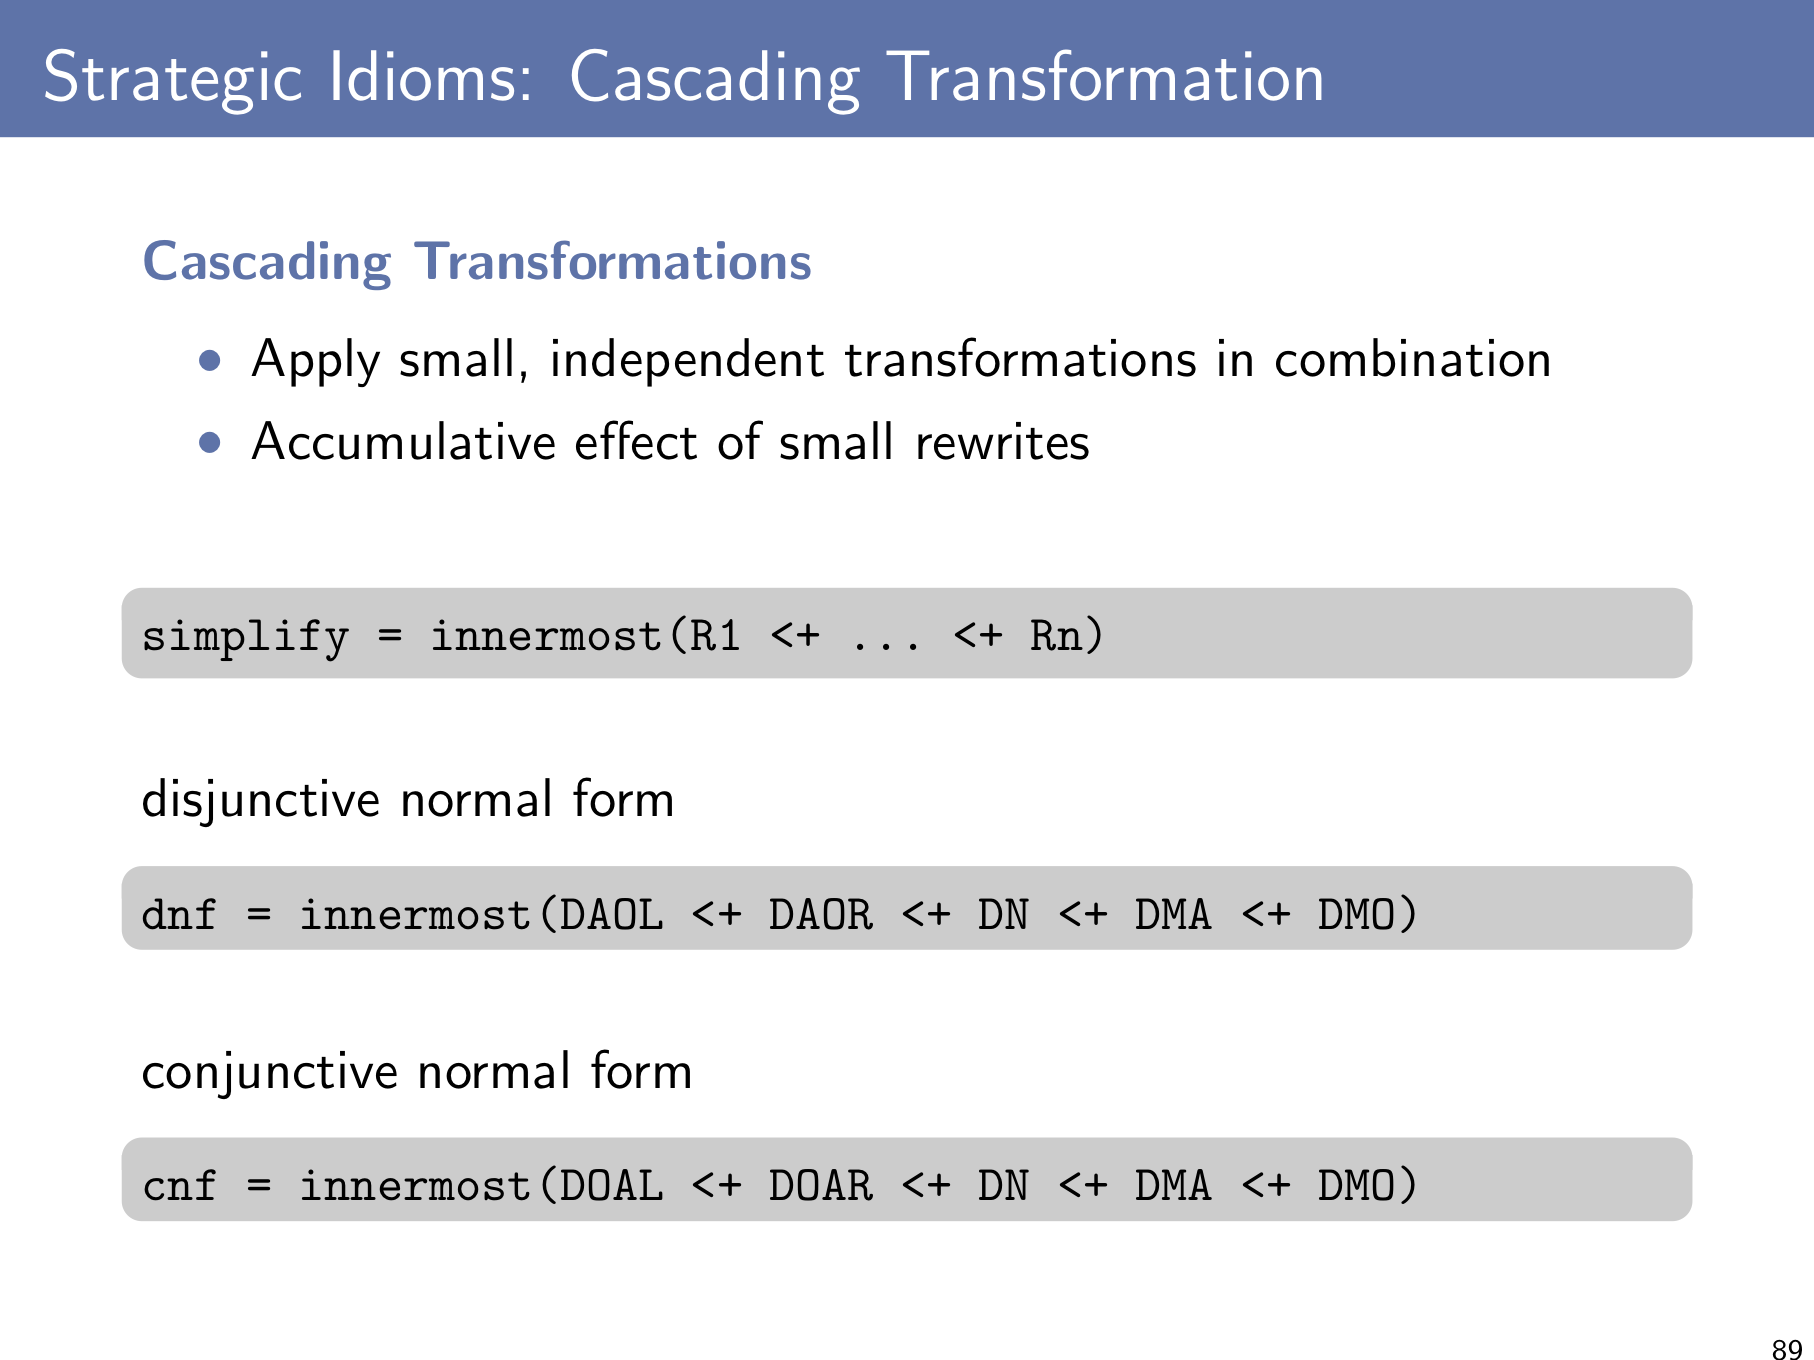 Strategic Idioms: Cascading Transformation
Cascading Transformations
• Apply small, independent transformations in combination
• Accumulative effect of small rewrites
simplify = innermost(R1 <+ ... <+ Rn)
disjunctive normal form
dnf = innermost(DAOL <+ DAOR <+ DN <+ DMA <+ DMO)
conjunctive normal form
cnf = innermost(DOAL <+ DOAR <+ DN <+ DMA <+ DMO)
89